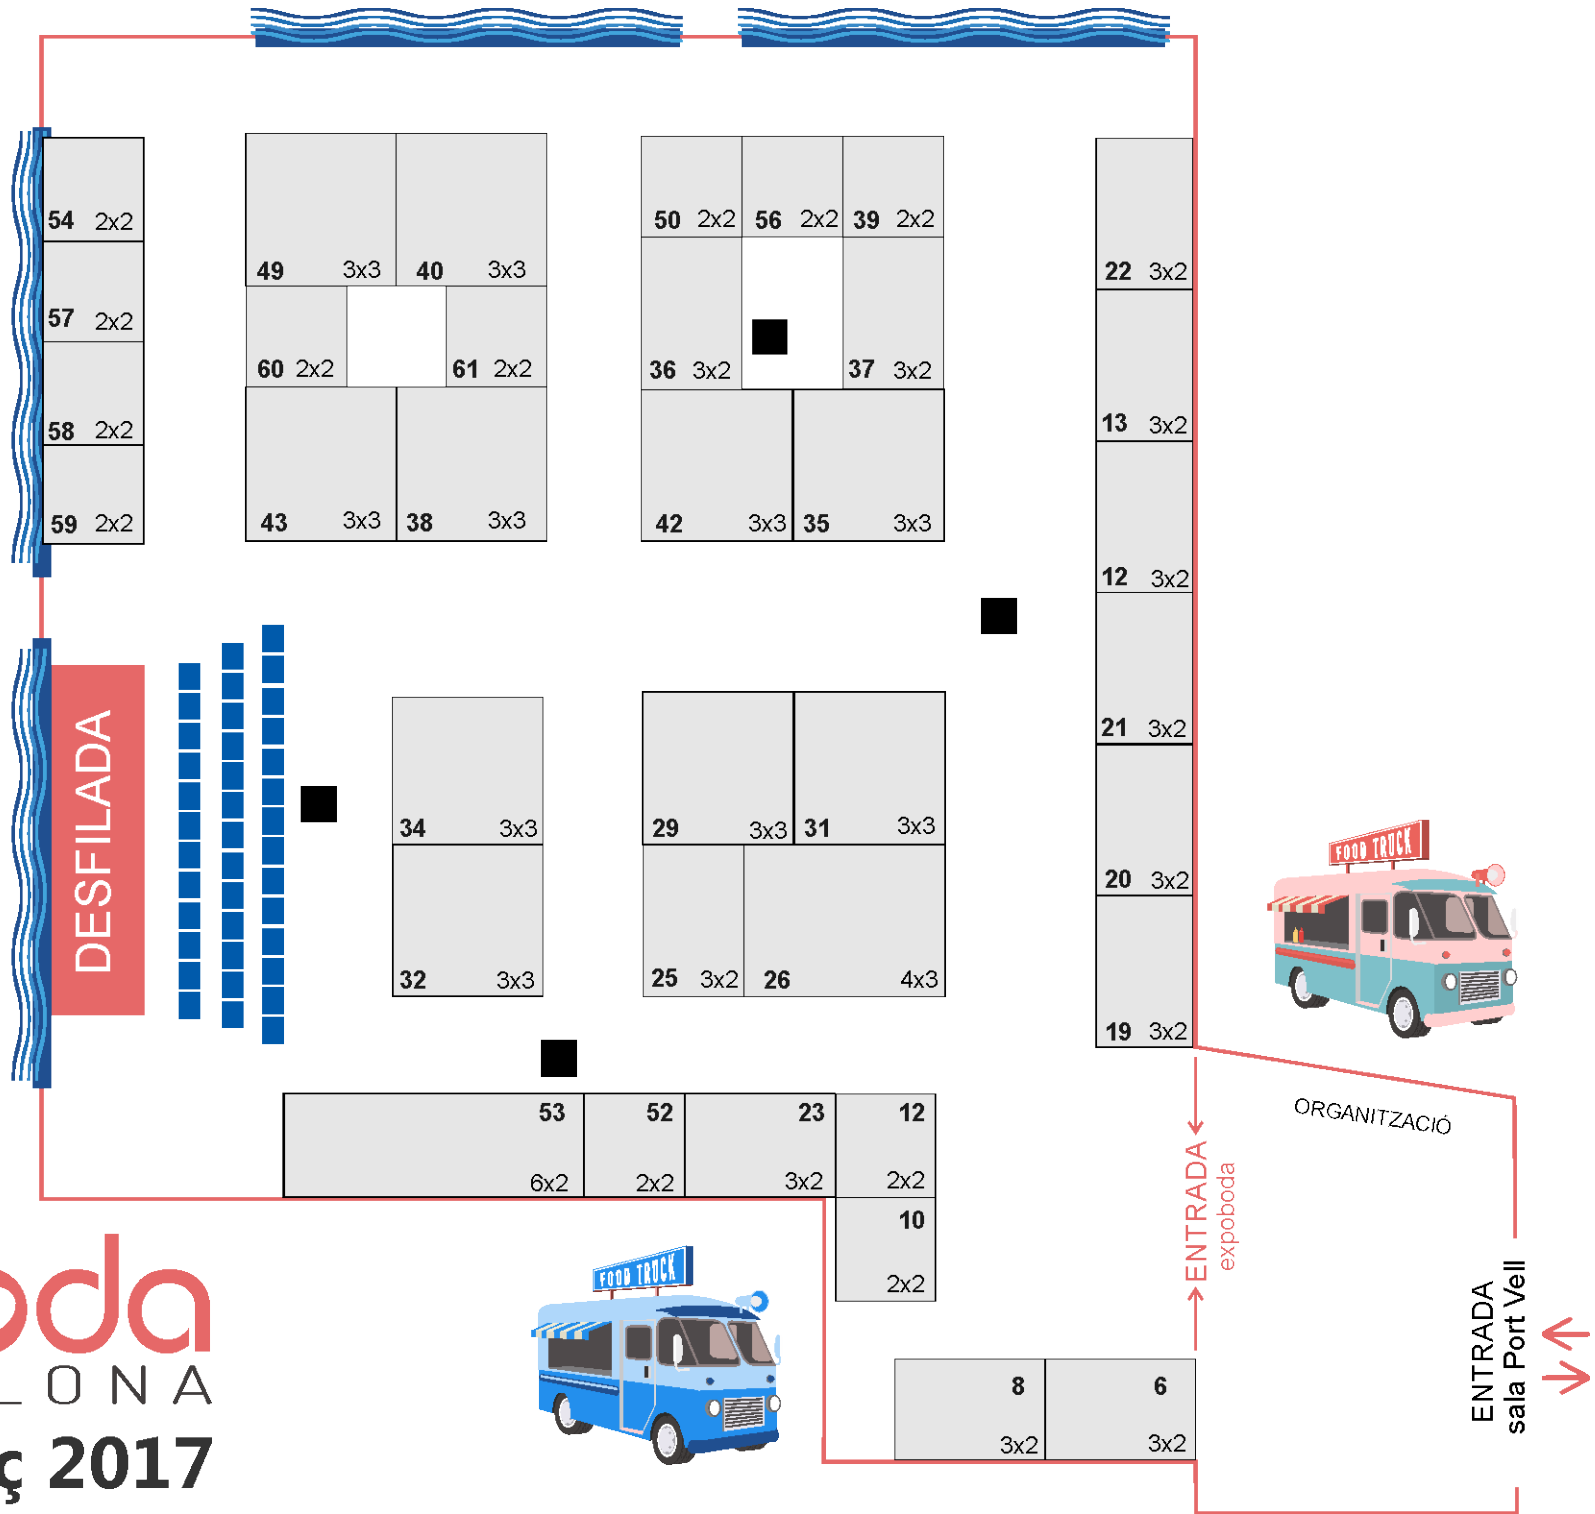 54 2x2
57 2x2
58 2x2
59 2x2
49 3x3 40 3x3
60 2x2 61 2x2
43 3x3 38 3x3
50 2x2 56 2x2 39 2x2
36 3x2 37 3x2
42 3x3 35 3x3
22 3x2
13 3x2
12 3x2
21 3x2
20 3x2
19 3x2
DESFILADA
34 3x3
32 3x3
29 3x3 31 3x3
25 3x2 26 4x3
FOOD TRUCK
53 52 23 12
6x2 2x2 3x2 2x2
10
2x2
ORGANITZACIÓ
ENTRADA
expoboda
FOOD TRUCK
8 6
3x2 3x2
ENTRADA
sala Port Vell
oda
LONA
ç 2017